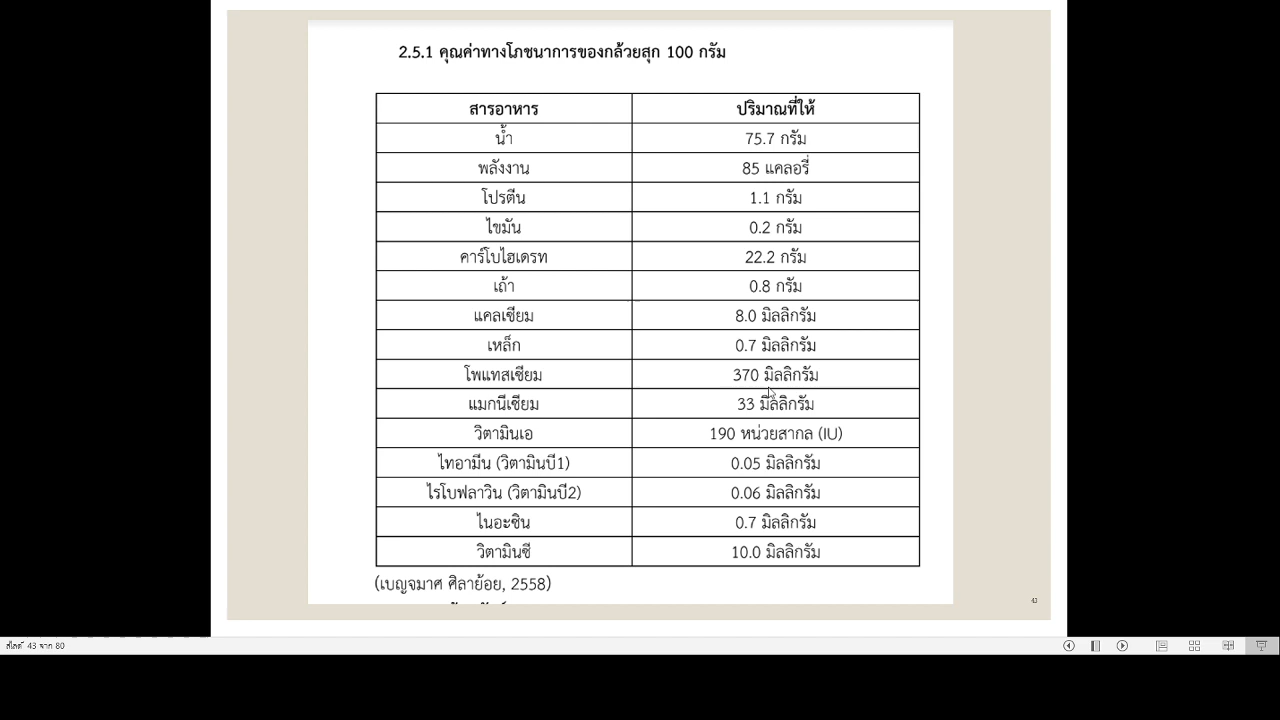 2.5.1 คุณค่าทางโภชนาการของกล้วยสุก 100 กรัม
สารอาหาร ปริมาณที่ให้
น้ำ 75.7 กรัม
พลังงาน 85 แคลอรี่
โปรตีน 1.1 กรัม
ไขมัน 0.2 กรัม
คาร์โบไฮเดรท 22.2 กรัม
เถ้า 0.8 กรัม
แคลเซียม 8.0 มิลลิกรัม
เหล็ก 0.7 มิลลิกรัม
โพแทสเซียม 370 มิลลิกรัม
แมกนีเซียม 33 มิลลิกรัม
วิตามินเอ 190 หน่วยสากล (IU)
ไทอามีน (วิตามินบี1) 0.05 มิลลิกรัม
ไรโบฟลาวิน (วิตามินบี2) 0.06 มิลลิกรัม
ไนอะซิน 0.7 มิลลิกรัม
วิตามินซี 10.0 มิลลิกรัม
(เบญจมาศ ศิลาย้อย, 2558)
43
สไลด์ 43 จาก 80